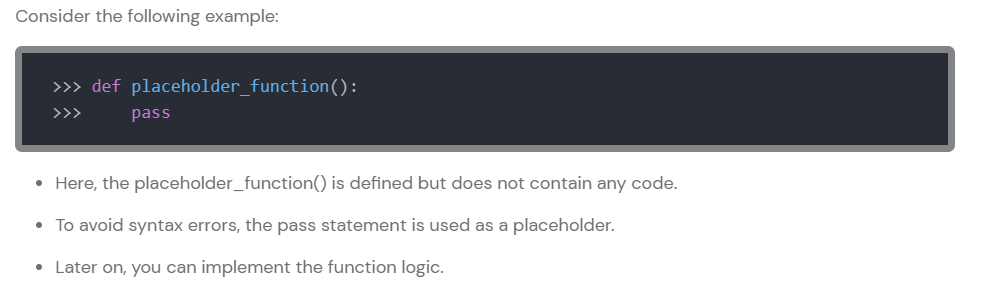 Consider the following example:
>>> def placeholder_function():
>>>     pass
• Here, the placeholder_function() is defined but does not contain any code.
• To avoid syntax errors, the pass statement is used as a placeholder.
• Later on, you can implement the function logic.